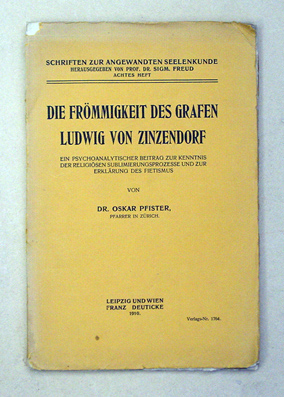 SCHRIFTEN ZUR ANGEWANDTEN SEELENKUNDE
HERAUSGEGEBEN VON PROF. DR. SIGM. FREUD
ACHTES HEFT
DIE FRÖMMIGKEIT DES GRAFEN
LUDWIG VON ZINZENDORF
EIN PSYCHOANALYTISCHER BEITRAG ZUR KENNTNIS
DER RELIGIÖSEN SUBLIMIERUNGSPROZESSE UND ZUR
ERKLÄRUNG DES PIETISMUS
VON
DR. OSKAR PFISTER,
PFARRER IN ZÜRICH.
LEIPZIG UND WIEN
FRANZ DEUTICKE
1910.
Verlags-Nr. 1764.